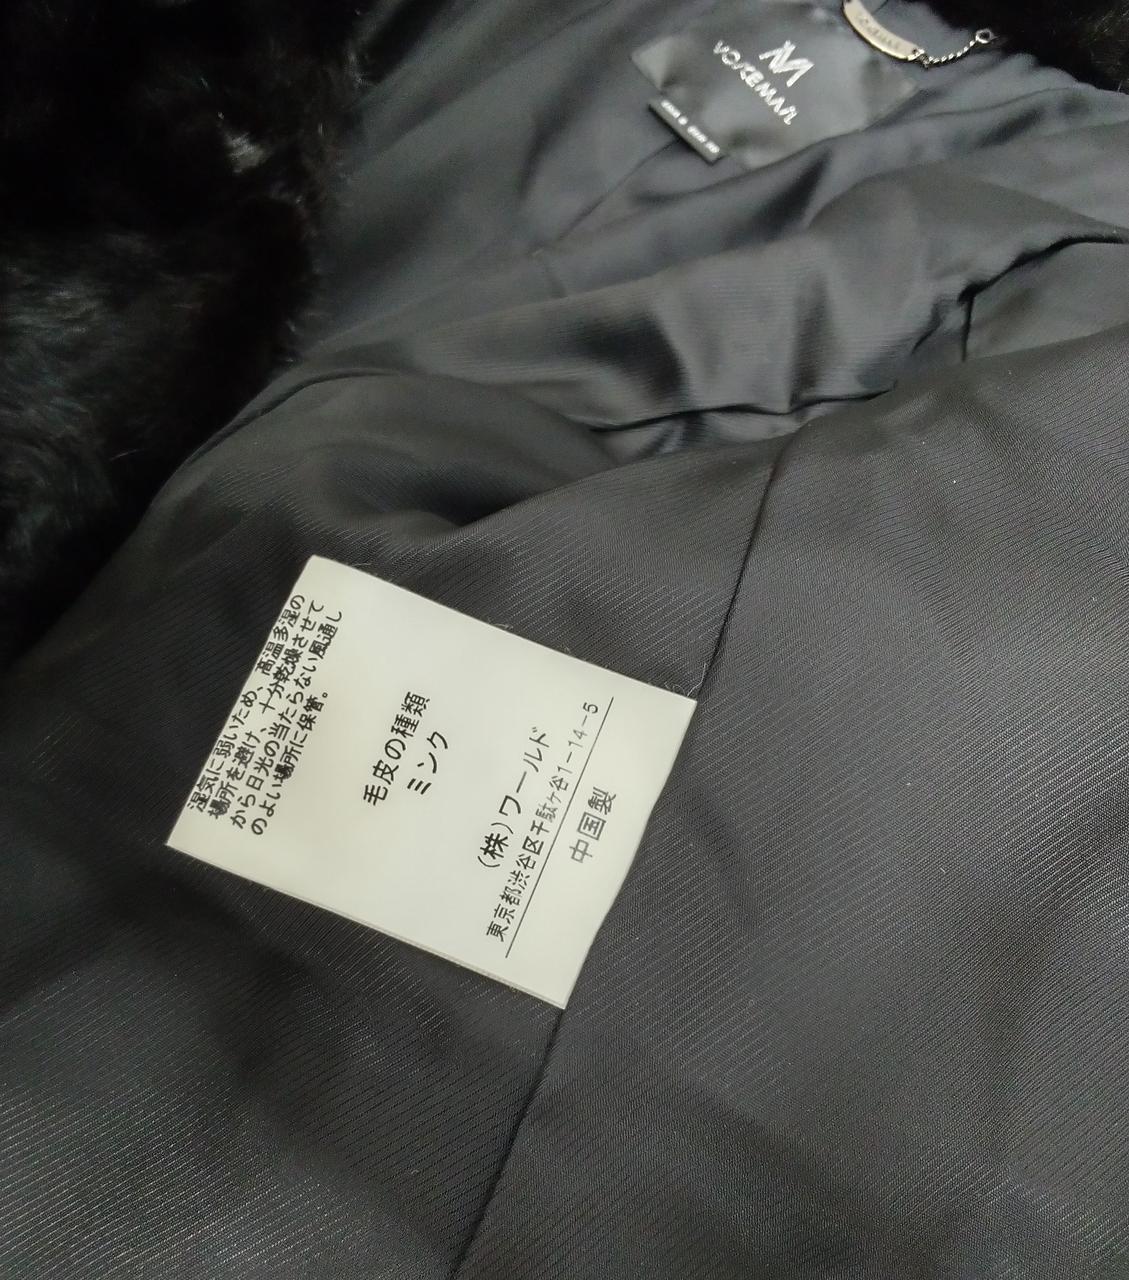 VOICEMAIL
湿気に弱いため、高温多湿の
場所を避け、十分乾燥させて
から日光の当たらない風通し
のよい場所に保管。
毛皮の種類
ミンク
(株)ワールド
東京都渋谷区千駄ケ谷1-14-5
中国製